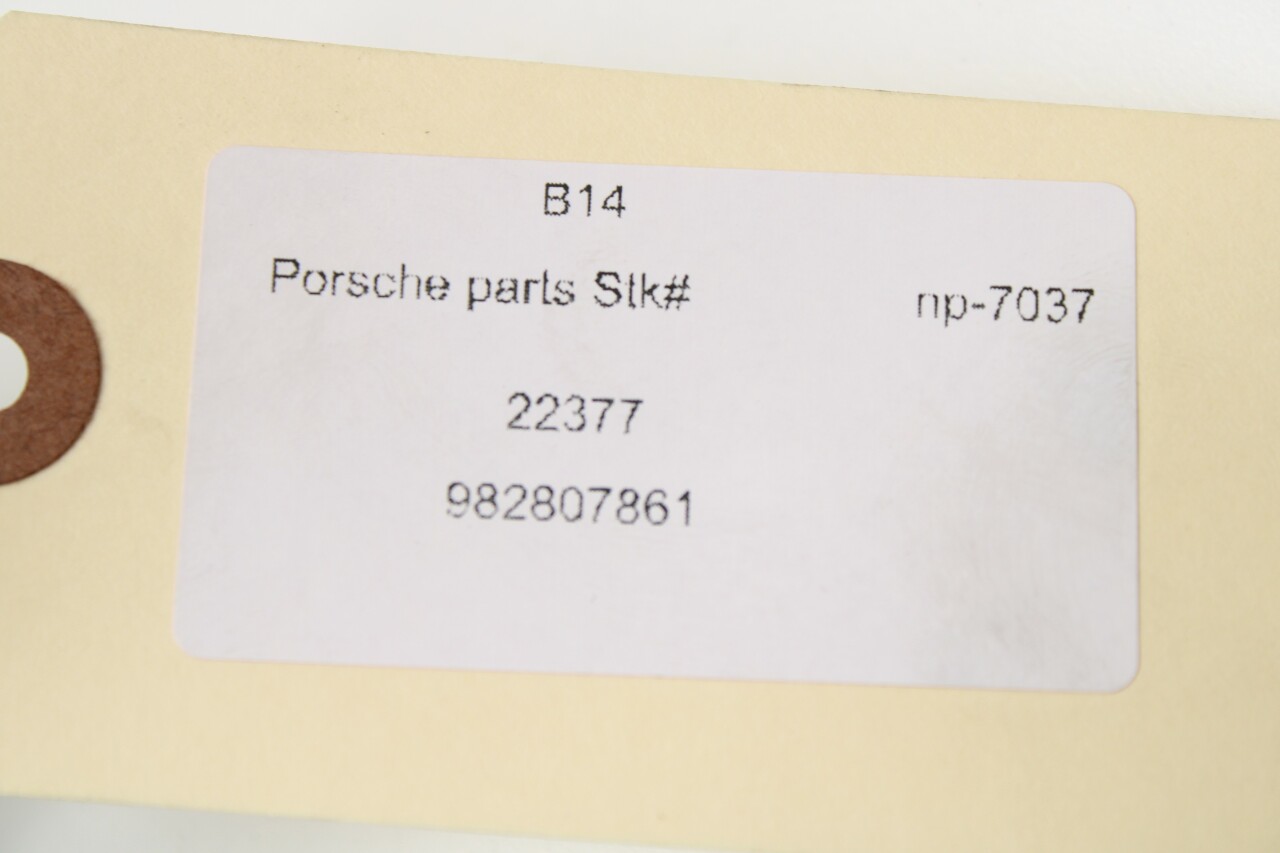 B14
Porsche parts Stk# np-7037
22377
982807861